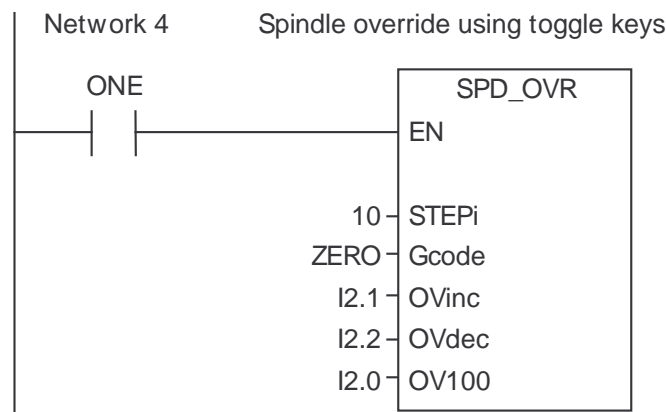 Network 4 Spindle override using toggle keys
ONE
SPD_OVR
EN
10 STEPi
ZERO Gcode
I2.1 OVinc
I2.2 OVdec
I2.0 OV100